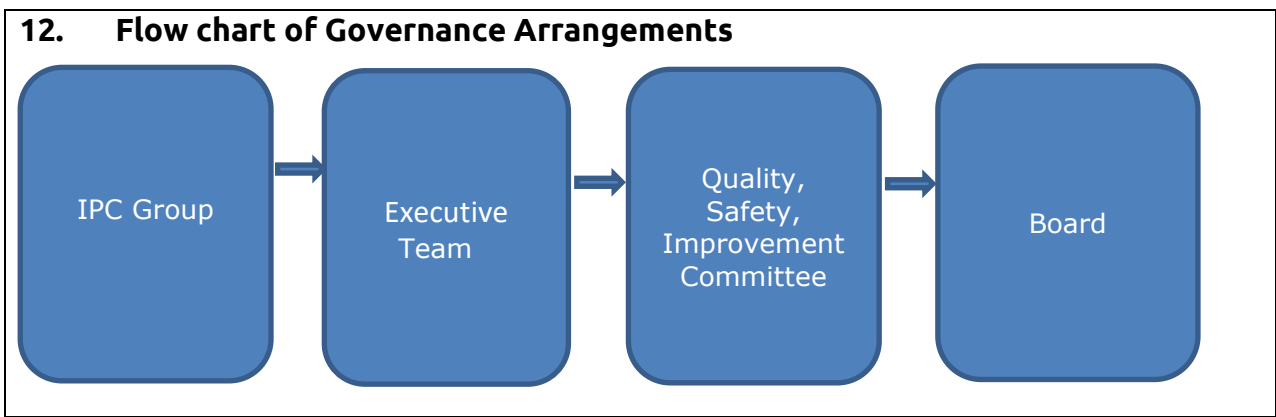 12. Flow chart of Governance Arrangements
IPC Group
Executive
Team
Quality,
Safety,
Improvement
Committee
Board